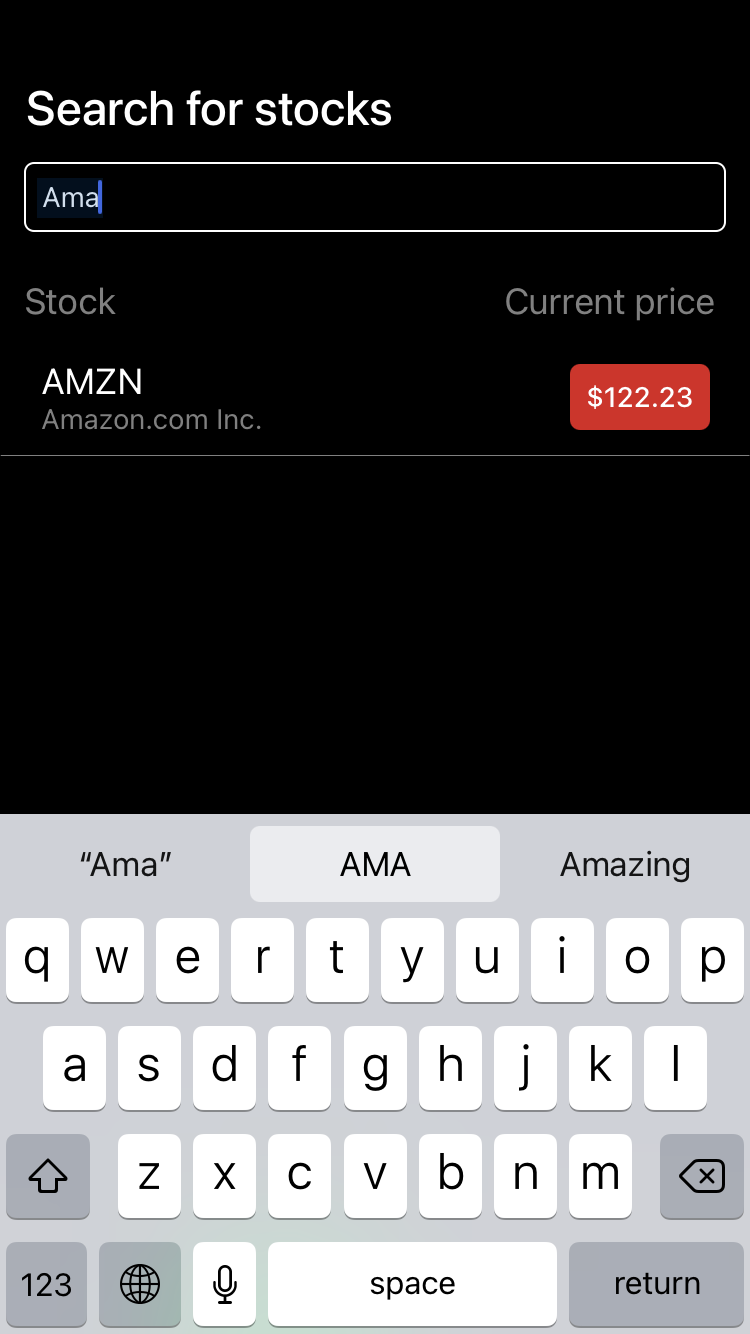 Search for stocks
Ama
Stock Current price
AMZN $122.23
Amazon.com Inc.
“Ama” AMA Amazing
q w e r t y u i o p
a s d f g h j k l
z x c v b n m
123 space return